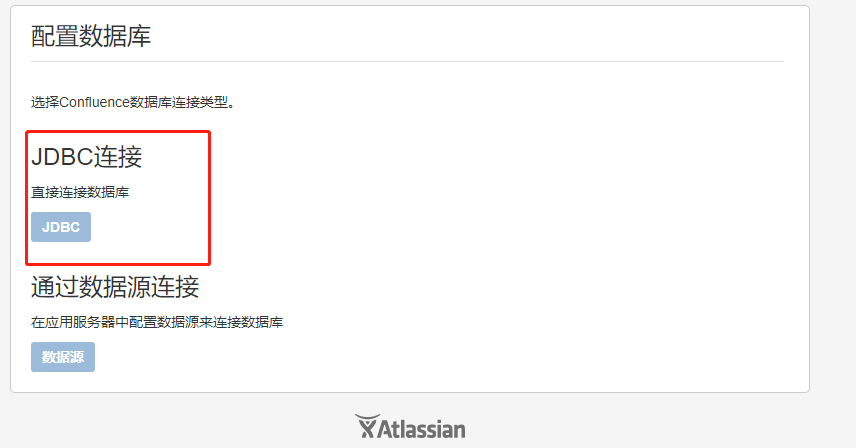 配置数据库
选择Confluence数据库连接类型。
JDBC连接
直接连接数据库
JDBC
通过数据源连接
在应用服务器中配置数据源来连接数据库
数据源
Atlassian